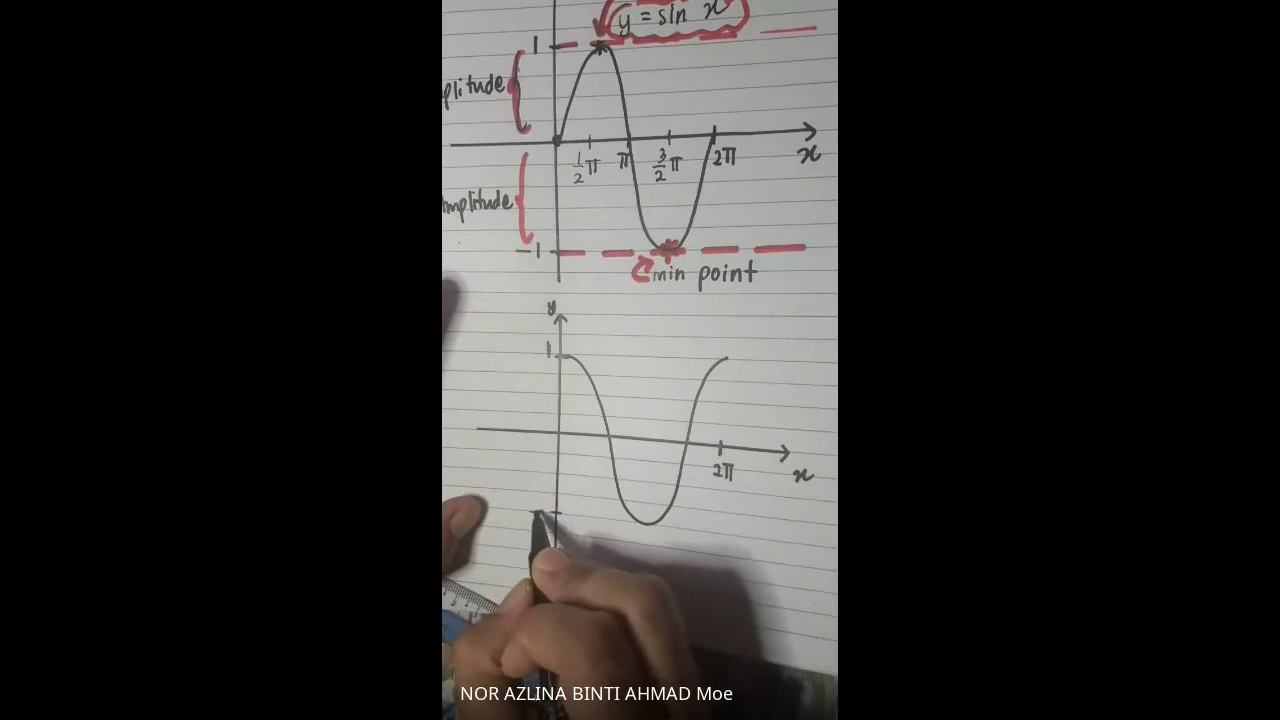 y = sin x
1
plitude
½π π 3/2π 2π x
mplitude
−1
min point
y
1
2π x
NOR AZLINA BINTI AHMAD Moe